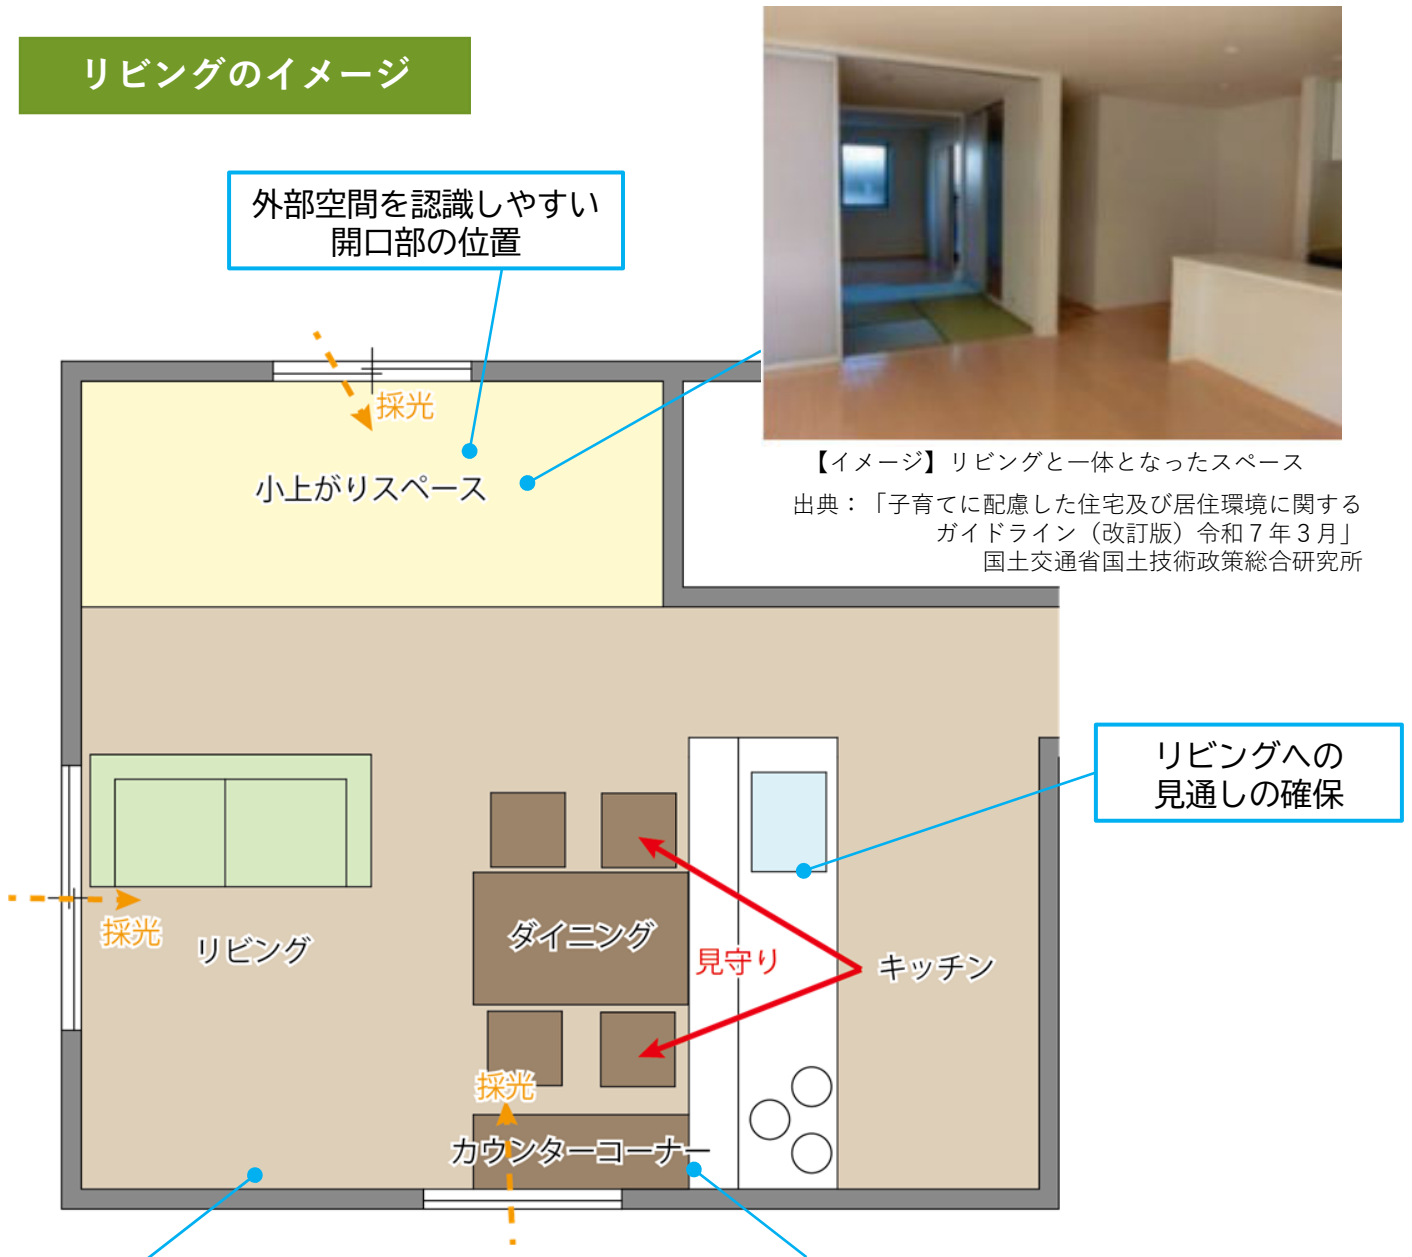 リビングのイメージ
外部空間を認識しやすい
開口部の位置
採光
小上がりスペース
【イメージ】リビングと一体となったスペース
出典：「子育てに配慮した住宅及び居住環境に関する
ガイドライン（改訂版）令和７年３月」
国土交通省国土技術政策総合研究所
リビングへの
見通しの確保
採光
リビング
ダイニング
見守り
キッチン
採光
カウンターコーナー